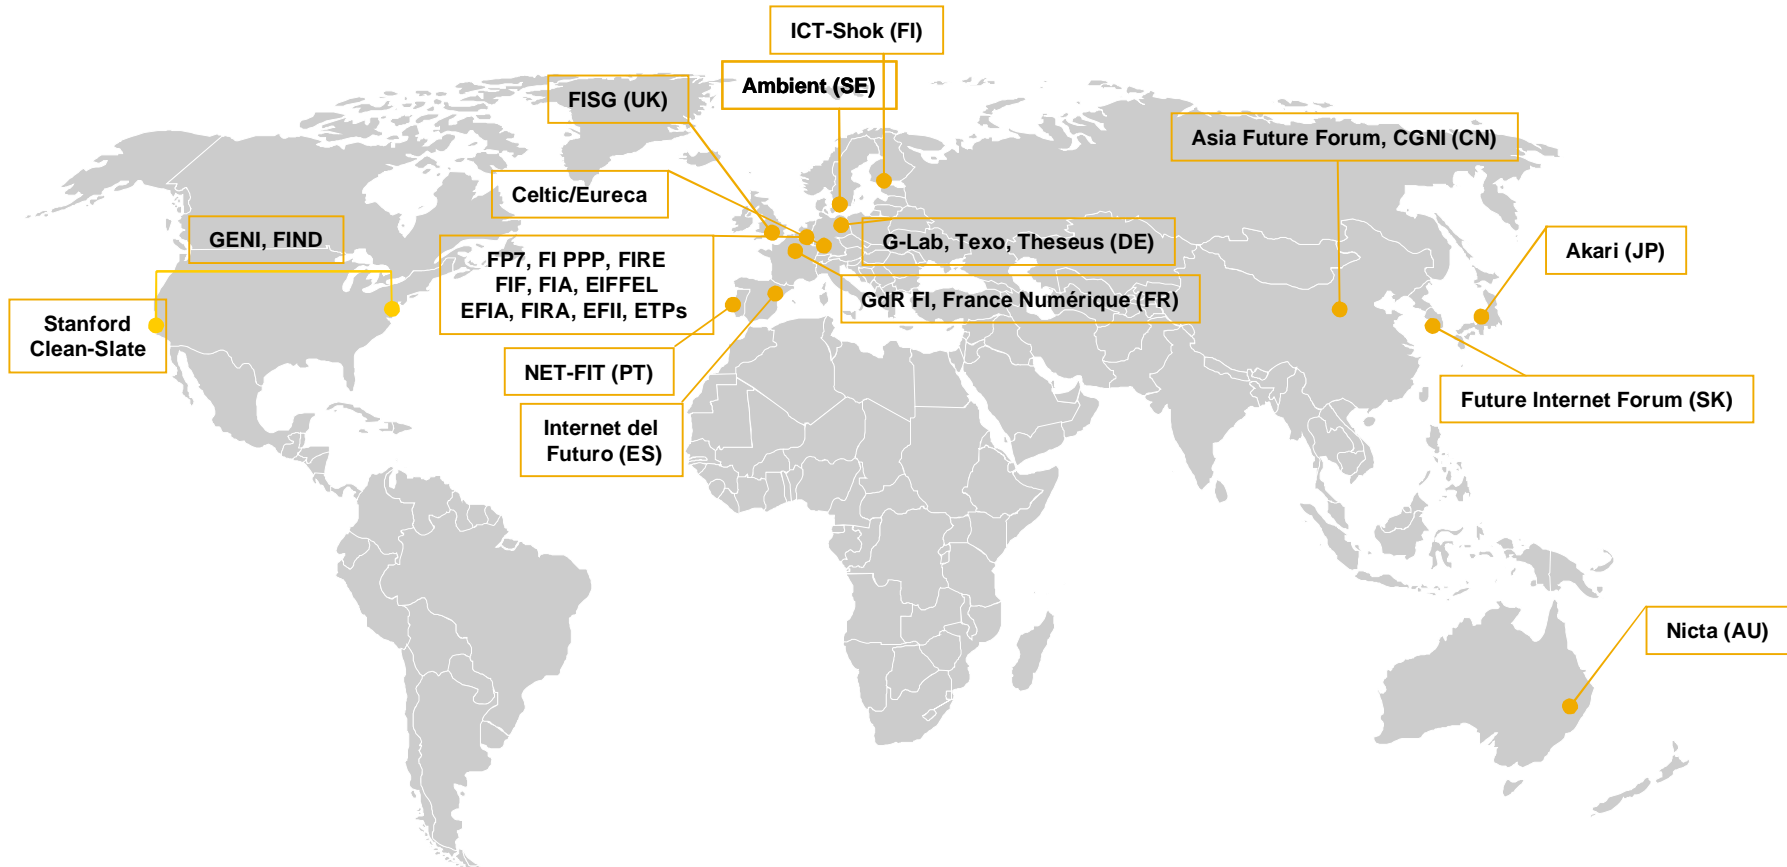 ICT-Shok (FI)
Ambient (SE)
FISG (UK)
Asia Future Forum, CGNI (CN)
Celtic/Eureca
GENI, FIND
G-Lab, Texo, Theseus (DE)
Akari (JP)
FP7, FI PPP, FIRE
FIF, FIA, EIFFEL
EFIA, FIRA, EFII, ETPs
GdR FI, France Numérique (FR)
Stanford
Clean-Slate
NET-FIT (PT)
Future Internet Forum (SK)
Internet del
Futuro (ES)
Nicta (AU)